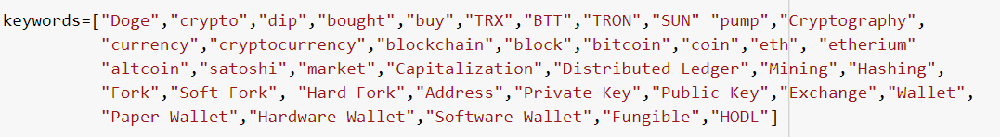 keywords=["Doge","crypto","dip","bought","buy","TRX","BTT","TRON","SUN" "pump","Cryptography",
"currency","cryptocurrency","blockchain","block","bitcoin","coin","eth", "etherium"
"altcoin","satoshi","market","Capitalization","Distributed Ledger","Mining","Hashing",
"Fork","Soft Fork", "Hard Fork","Address","Private Key","Public Key","Exchange","Wallet",
"Paper Wallet","Hardware Wallet","Software Wallet","Fungible","HODL"]